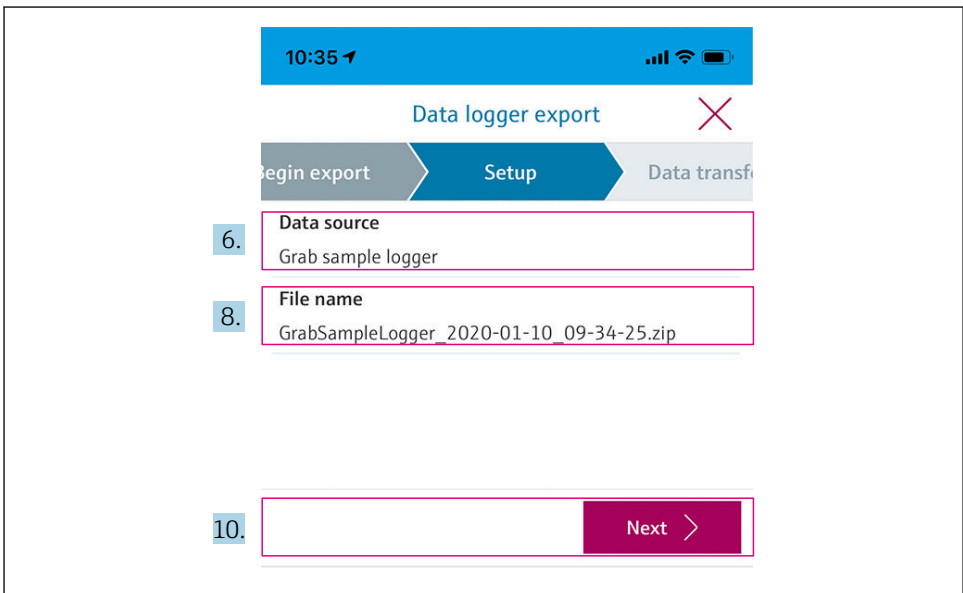 10:35
Data logger export
Begin export Setup Data transfe
6.
Data source
Grab sample logger
8.
File name
GrabSampleLogger_2020-01-10_09-34-25.zip
10.
Next